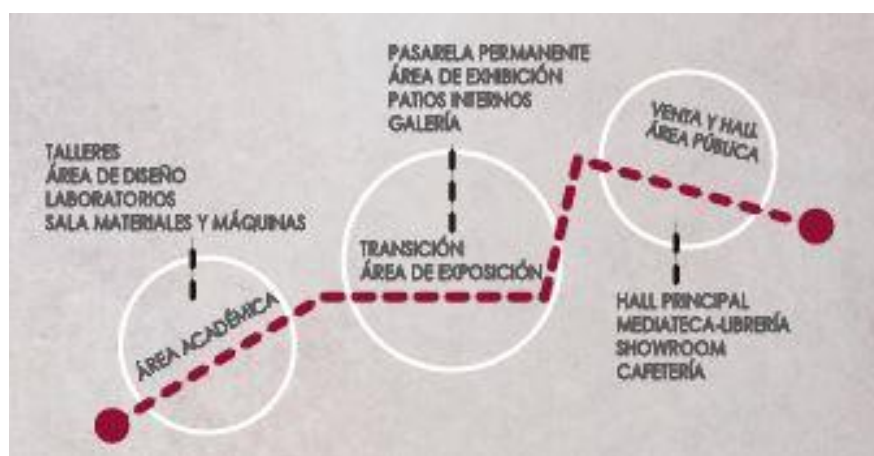 TALLERES
ÁREA DE DISEÑO
LABORATORIOS
SALA MATERIALES Y MÁQUINAS
ÁREA ACADÉMICA
PASARELA PERMANENTE
ÁREA DE EXHIBICIÓN
PATIOS INTERNOS
GALERÍA
TRANSICIÓN
ÁREA DE EXPOSICIÓN
VENTA Y HALL
ÁREA PÚBLICA
HALL PRINCIPAL
MEDIATECA-LIBRERÍA
SHOWROOM
CAFETERÍA